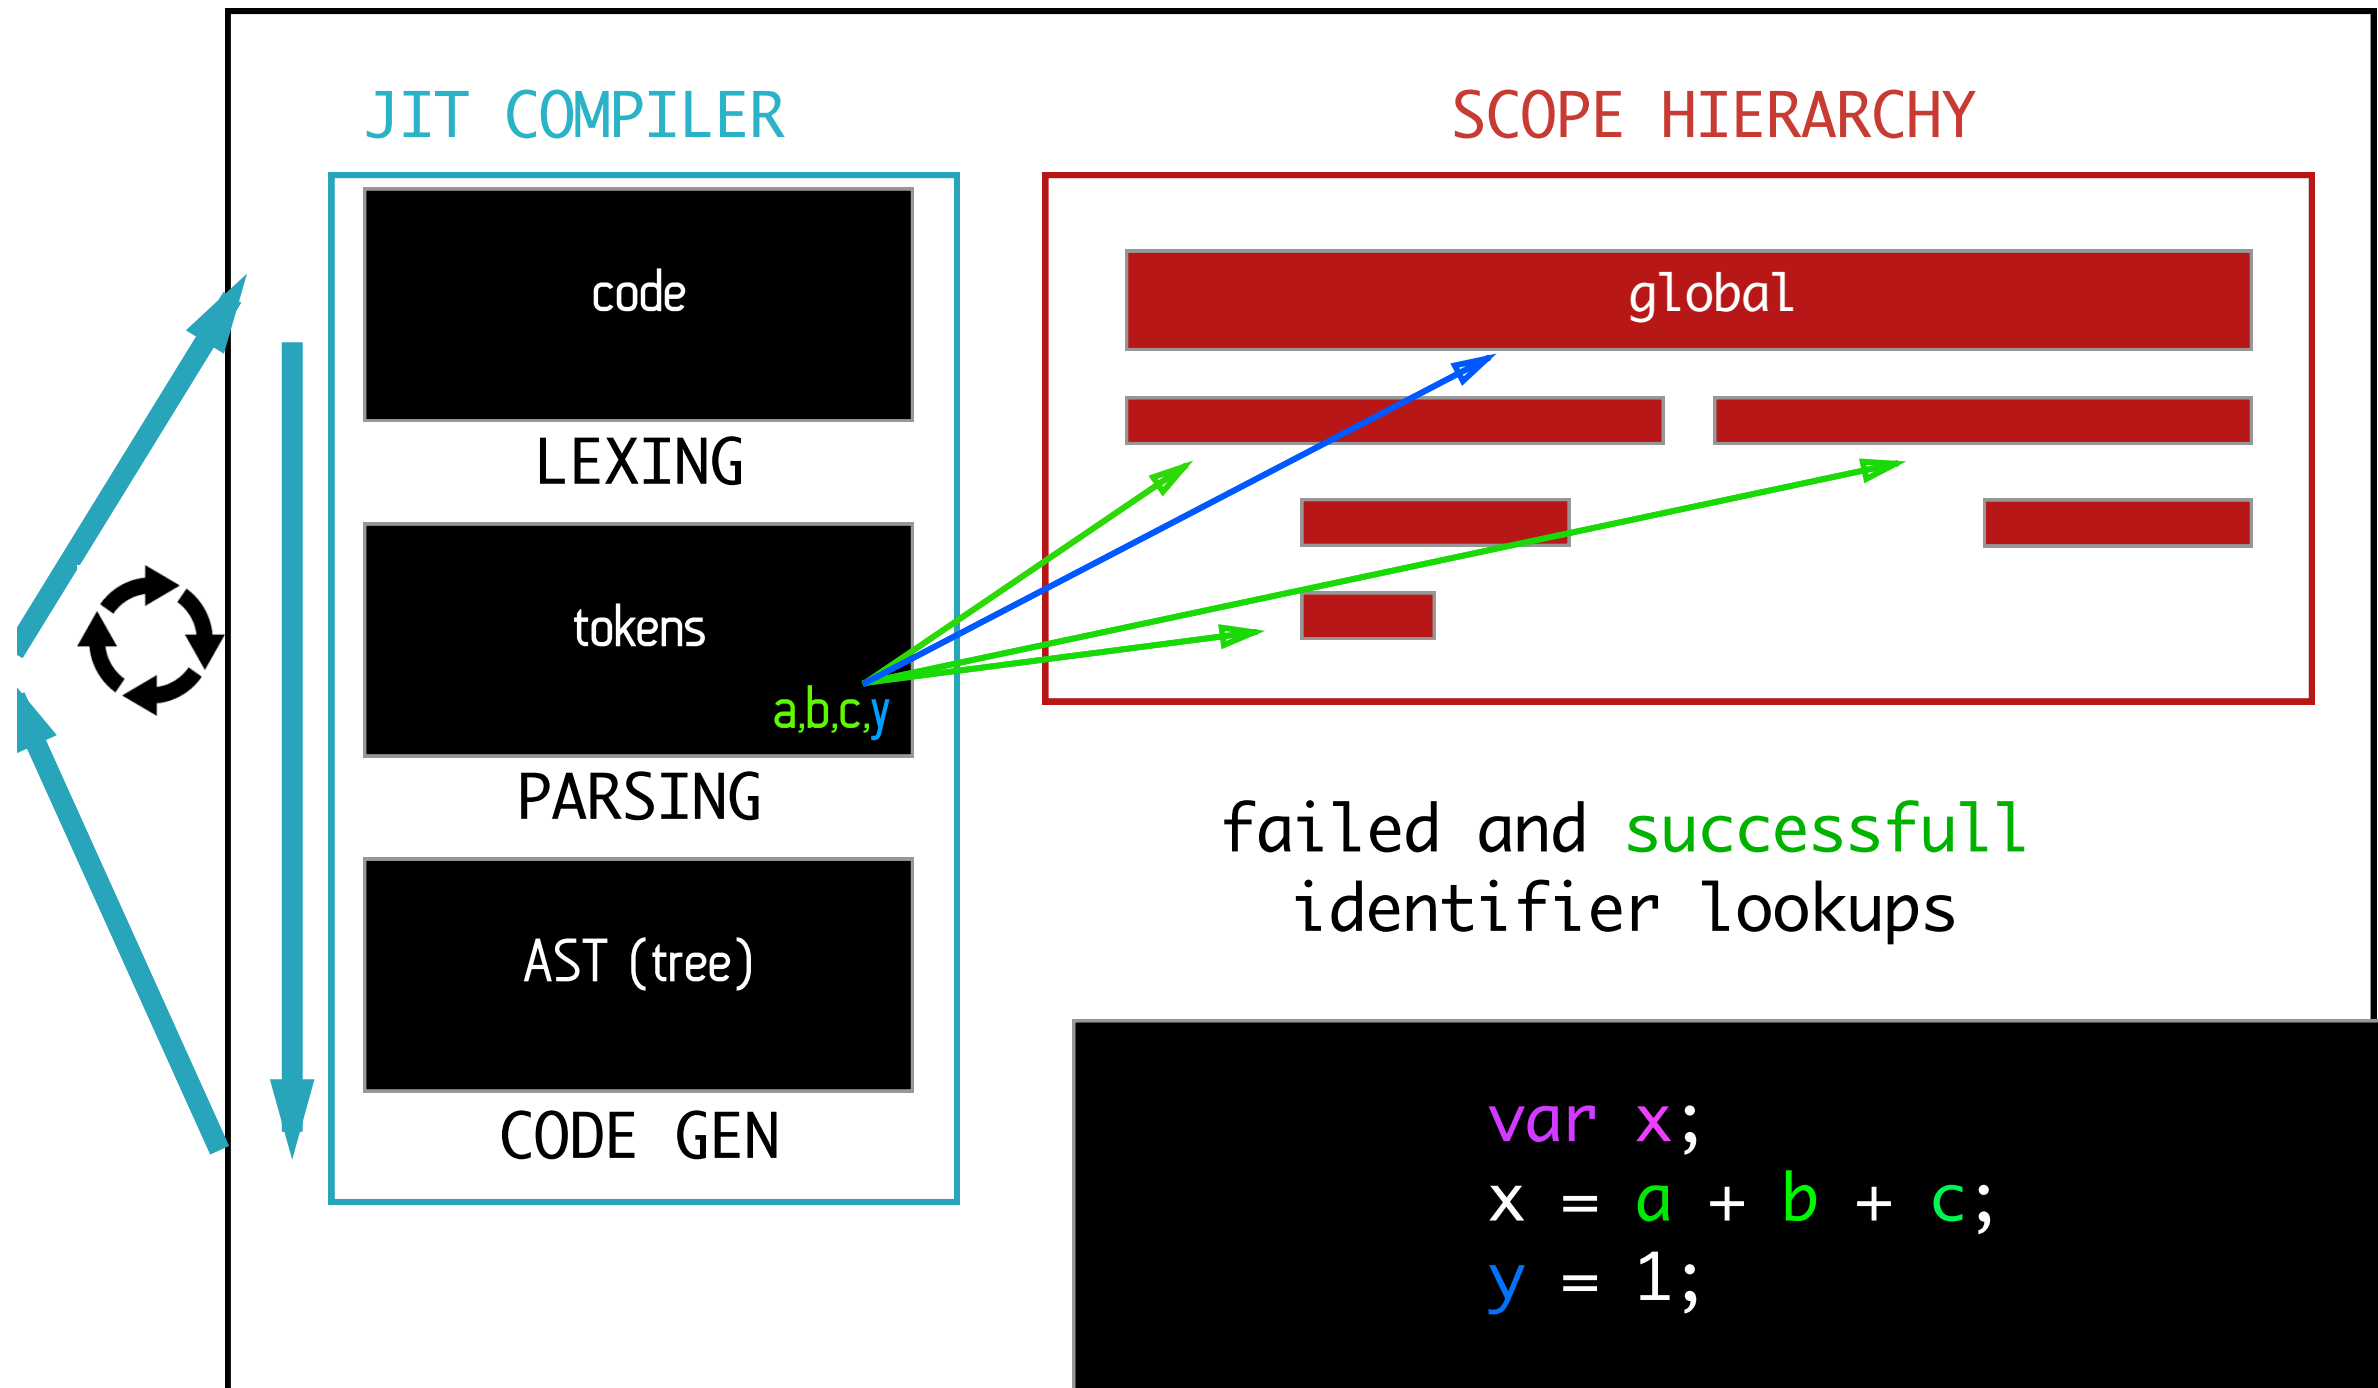 JIT COMPILER
code
LEXING
tokens
a,b,c,y
PARSING
AST (tree)
CODE GEN
SCOPE HIERARCHY
global
failed and successfull
identifier lookups
var x;
x = a + b + c;
y = 1;